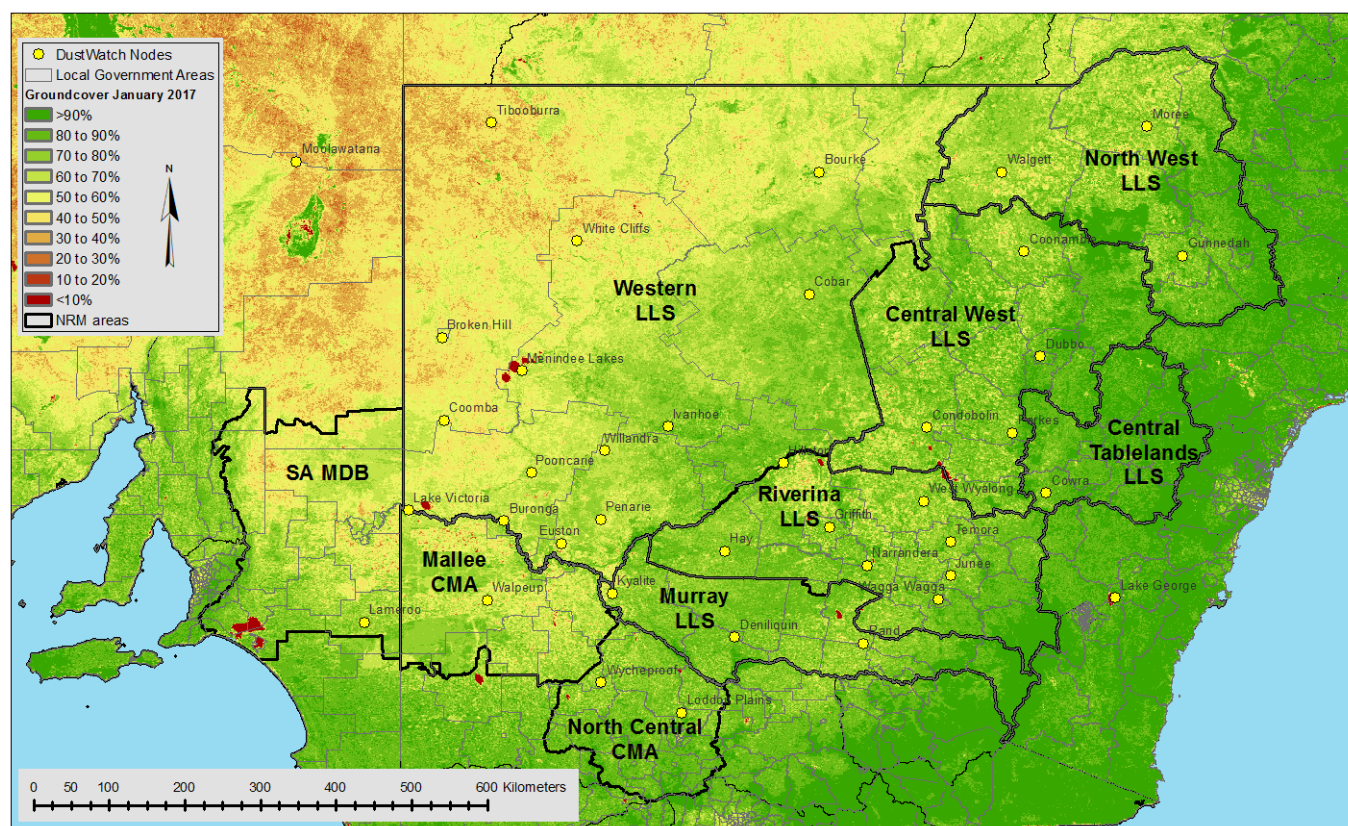 DustWatch Nodes
Local Government Areas
Groundcover January 2017
>90%
80 to 90%
70 to 80%
60 to 70%
50 to 60%
40 to 50%
30 to 40%
20 to 30%
10 to 20%
<10%
NRM areas
N
Tibooburra
Moolawatana
Moree
North West
LLS
Bourke
Walgett
White Cliffs
Coonamb
Gunnedah
Western
LLS
Cobar
Central West
LLS
Broken Hill
Menindee Lakes
Dubbo
Coomba
Ivanhoe
Condobolin
Central
Tablelands
LLS
Willandra
SA MDB
Pooncarie
Riverina
LLS
West Wyalong
Cowra
Lake Victoria
Buronga
Penarie
Griffith
Euston
Temora
Hay
Mallee
CMA
Narrandera
Junee
Kyalite
Walpeup
Murray
LLS
Wagga Wagga
Lake George
Lameroo
Deniliquin
Rand
Wycheproof
Loddon Plains
North Central
CMA
0 100 200 300 400 500 600 Kilometers